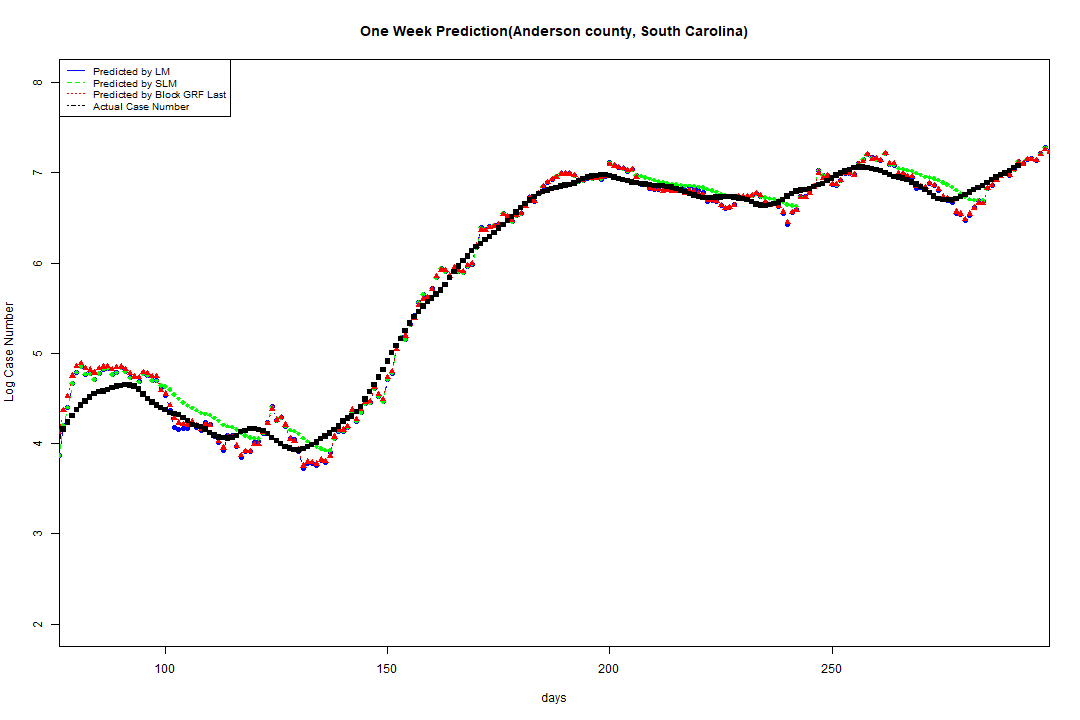 One Week Prediction(Anderson county, South Carolina)
Predicted by LM
Predicted by SLM
Predicted by Block GRF Last
Actual Case Number
8
7
6
5
4
3
2
Log Case Number
100 150 200 250
days